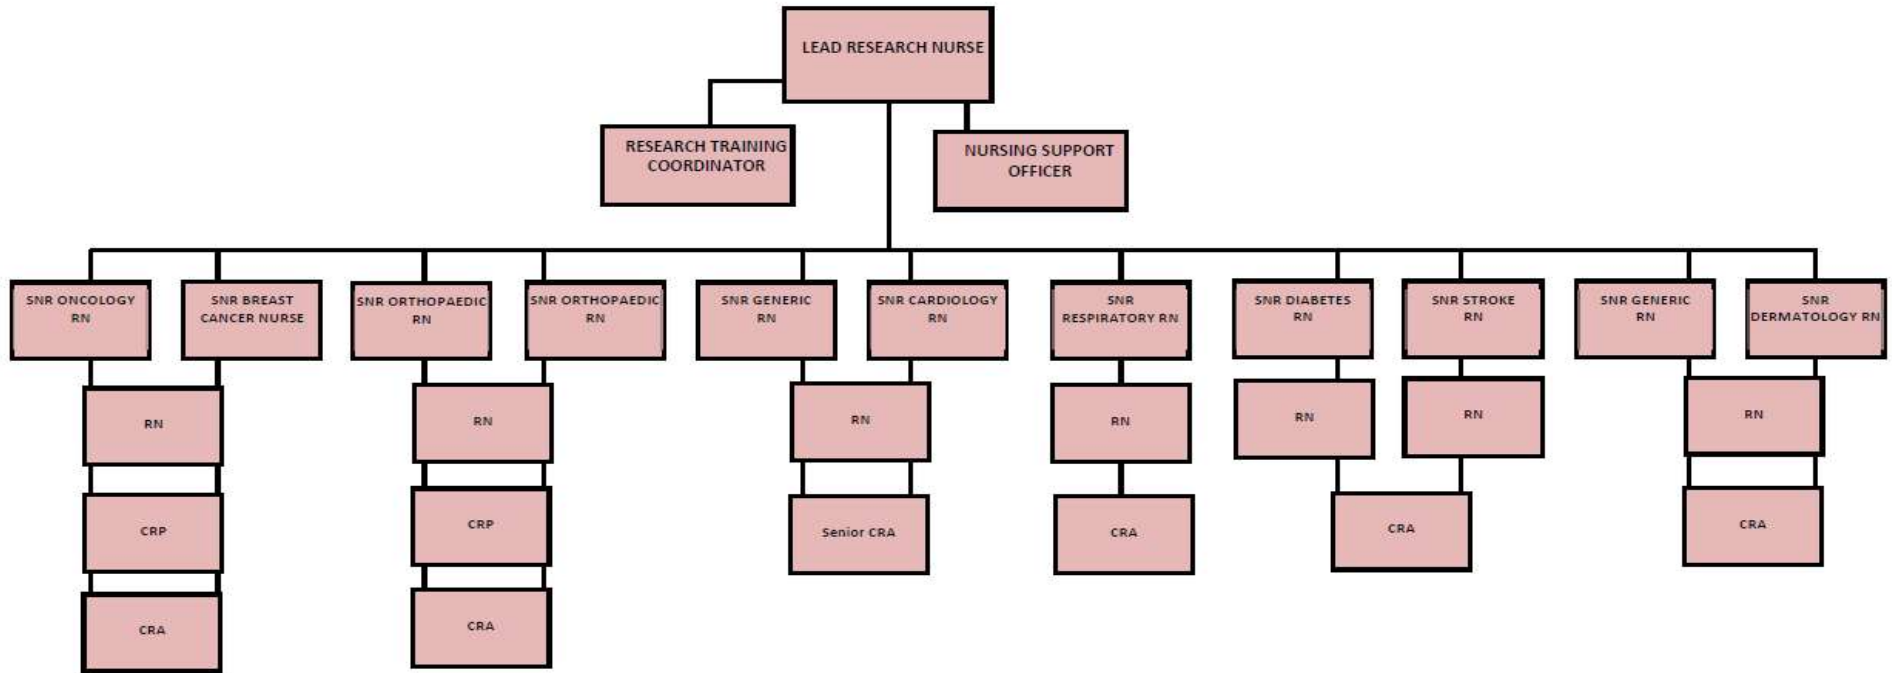 LEAD RESEARCH NURSE
RESEARCH TRAINING
COORDINATOR
NURSING SUPPORT
OFFICER
SNR ONCOLOGY
RN
SNR BREAST
CANCER NURSE
SNR ORTHOPAEDIC
RN
SNR ORTHOPAEDIC
RN
SNR GENERIC
RN
SNR CARDIOLOGY
RN
SNR
RESPIRATORY RN
SNR DIABETES
RN
SNR STROKE
RN
SNR GENERIC
RN
SNR
DERMATOLOGY RN
RN
RN
RN
RN
RN
RN
RN
CRP
CRP
Senior CRA
CRA
CRA
CRA
CRA
CRA